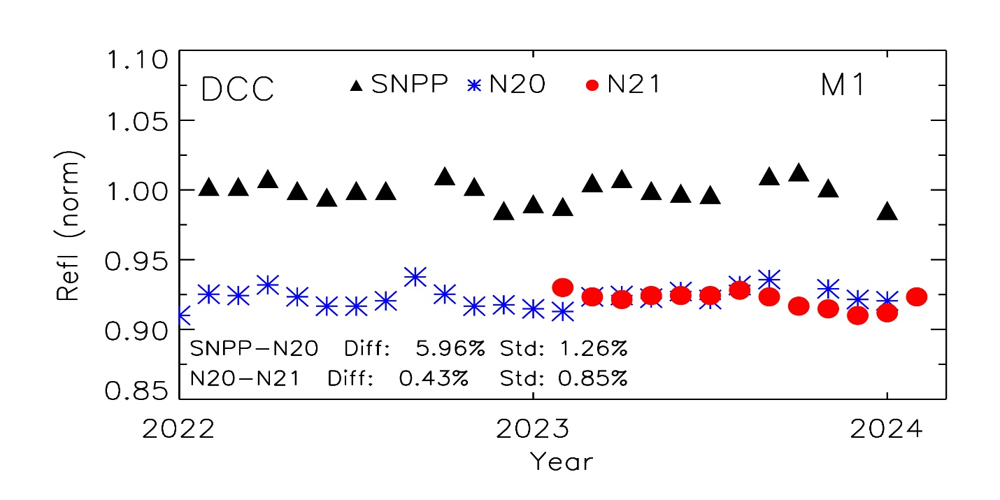 1.10
DCC SNPP N20 N21 M1
1.05
1.00
0.95
0.90
0.85
Refl (norm)
SNPP-N20 Diff: 5.96% Std: 1.26%
N20-N21 Diff: 0.43% Std: 0.85%
2022 2023 2024
Year